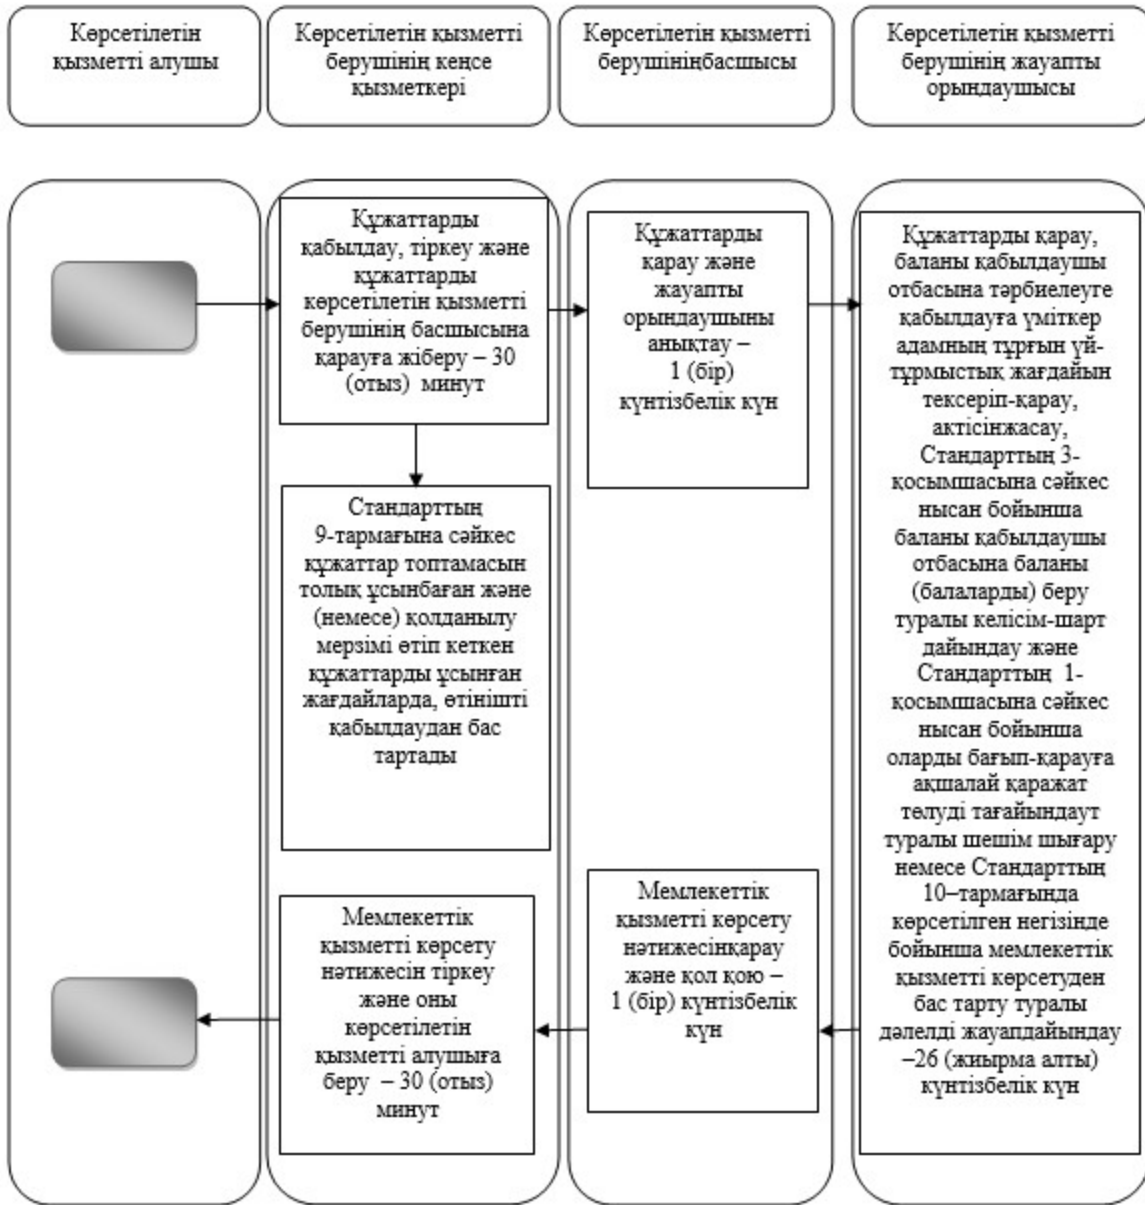 Көрсетілетін
қызметті алушы
Көрсетілетін қызметті
берушінің кеңсе
қызметкері
Көрсетілетін қызметті
берушініңбасшысы
Көрсетілетін қызметті
берушінің жауапты
орындаушысы
Құжаттарды
қабылдау, тіркеу және
құжаттарды
көрсетілетін қызметті
берушінің басшысына
қарауға жіберу – 30
(отыз) минут
Стандарттың
9-тармағына сәйкес
құжаттар топтамасын
толық ұсынбаған және
(немесе) қолданылу
мерзімі өтіп кеткен
құжаттарды ұсынған
жағдайларда, өтінішті
қабылдаудан бас
тартады
Мемлекеттік
қызметті көрсету
нәтижесін тіркеу
және оны
көрсетілетін
қызметті алушыға
беру – 30 (отыз)
минут
Құжаттарды
қарау және
жауапты
орындаушыны
анықтау –
1 (бір)
күнтізбелік күн
Мемлекеттік
қызметті көрсету
нәтижесінқарау
және қол қою –
1 (бір) күнтізбелік
күн
Құжаттарды қарау,
баланы қабылдаушы
отбасына тәрбиелеуге
қабылдауға үміткер
адамның тұрғын үй-
тұрмыстық жағдайын
тексеріп-қарау,
актісінжасау,
Стандарттың 3-
қосымшасына сәйкес
нысан бойынша
баланы қабылдаушы
отбасына баланы
(балаларды) беру
туралы келісім-шарт
дайындау және
Стандарттың 1-
қосымшасына сәйкес
нысан бойынша
оларды бағып-қарауға
ақшалай қаражат
төлуді тағайындаут
туралы шешім шығару
немесе Стандарттың
10–тармағында
көрсетілген негізінде
бойынша мемлекеттік
қызметті көрсетуден
бас тарту туралы
дәлелді жауапдайындау
–26 (жиырма алты)
күнтізбелік күн